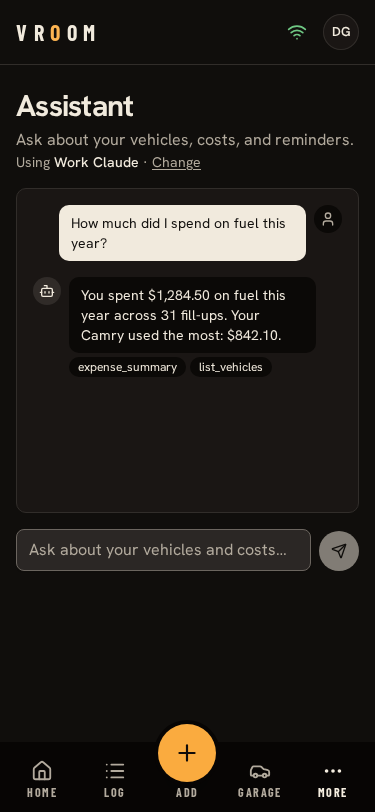 VROOM
DG
Assistant
Ask about your vehicles, costs, and reminders.
Using Work Claude · Change
How much did I spend on fuel this
year?
You spent $1,284.50 on fuel this
year across 31 fill-ups. Your
Camry used the most: $842.10.
expense_summary list_vehicles
Ask about your vehicles and costs...
HOME LOG ADD GARAGE MORE